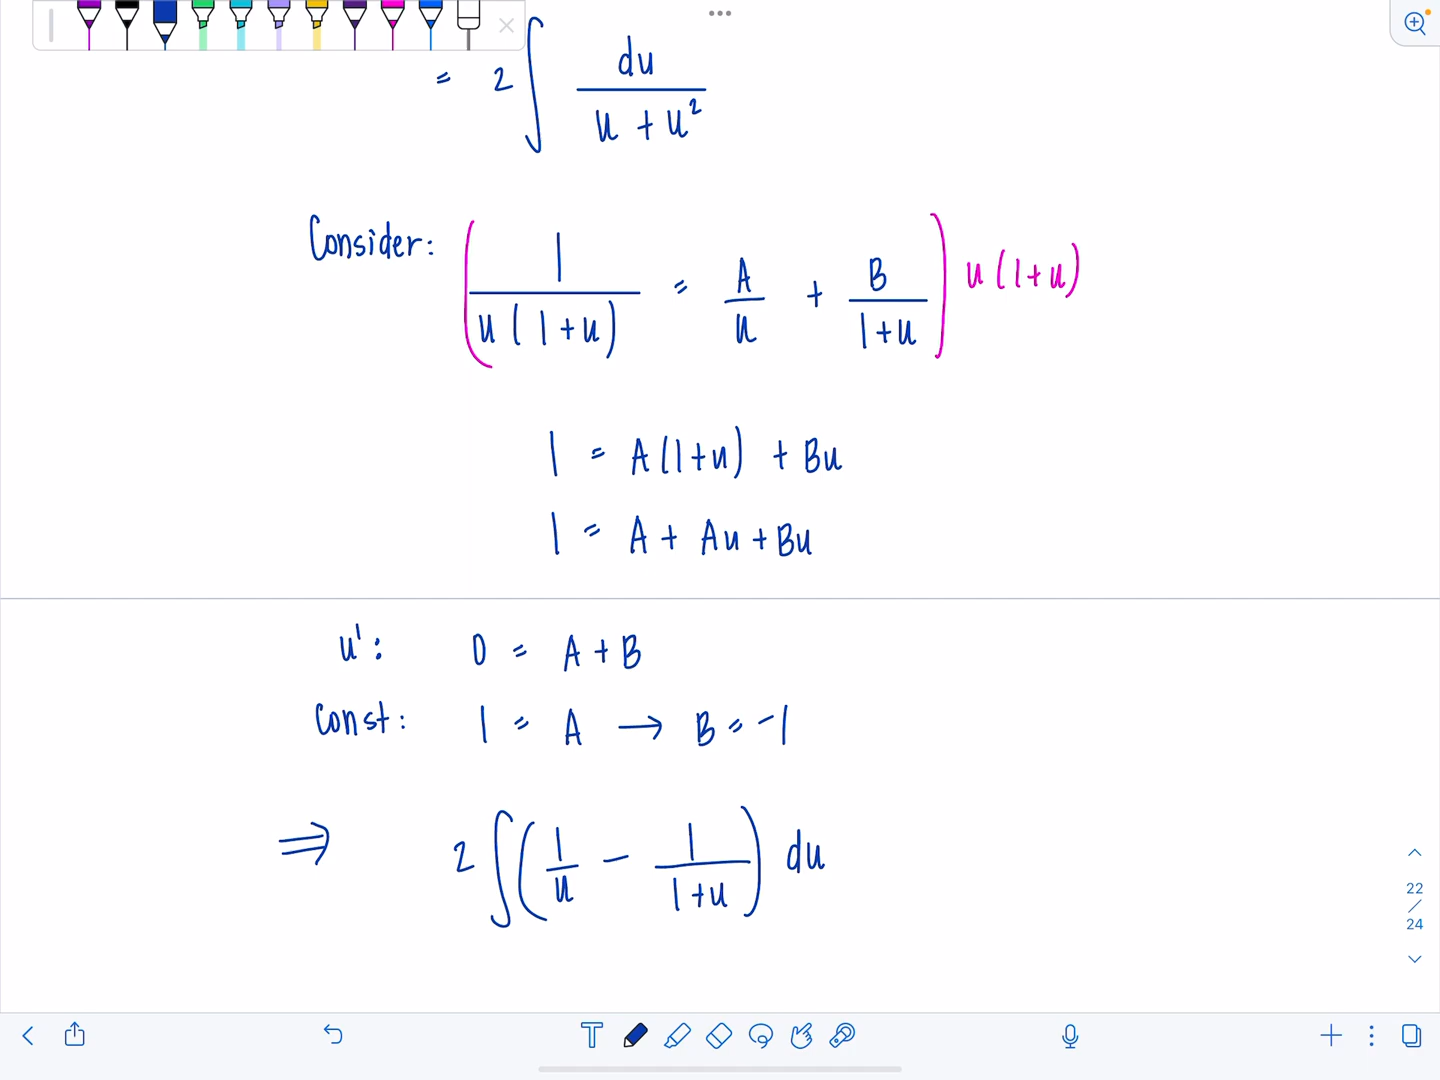 = 2∫ du / (u + u²)
Consider: ( 1 / (u(1+u)) = A/u + B/(1+u) ) u(1+u)
1 = A(1+u) + Bu
1 = A + Au + Bu
u¹: 0 = A + B
Const: 1 = A → B = -1
⇒ 2∫( 1/u - 1/(1+u) ) du
22
/
24
T